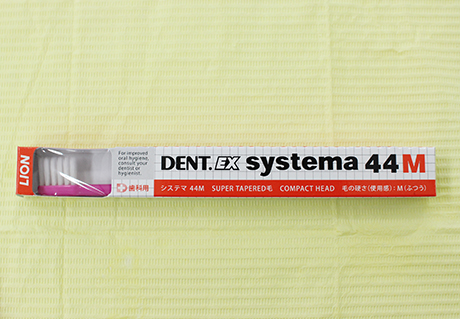 LION
For improved
oral hygiene,
consult your
dentist or
hygienist
歯科用
DENT.EX systema 44M
システマ 44M SUPER TAPERED毛 COMPACT HEAD 毛の硬さ(使用感):M(ふつう)